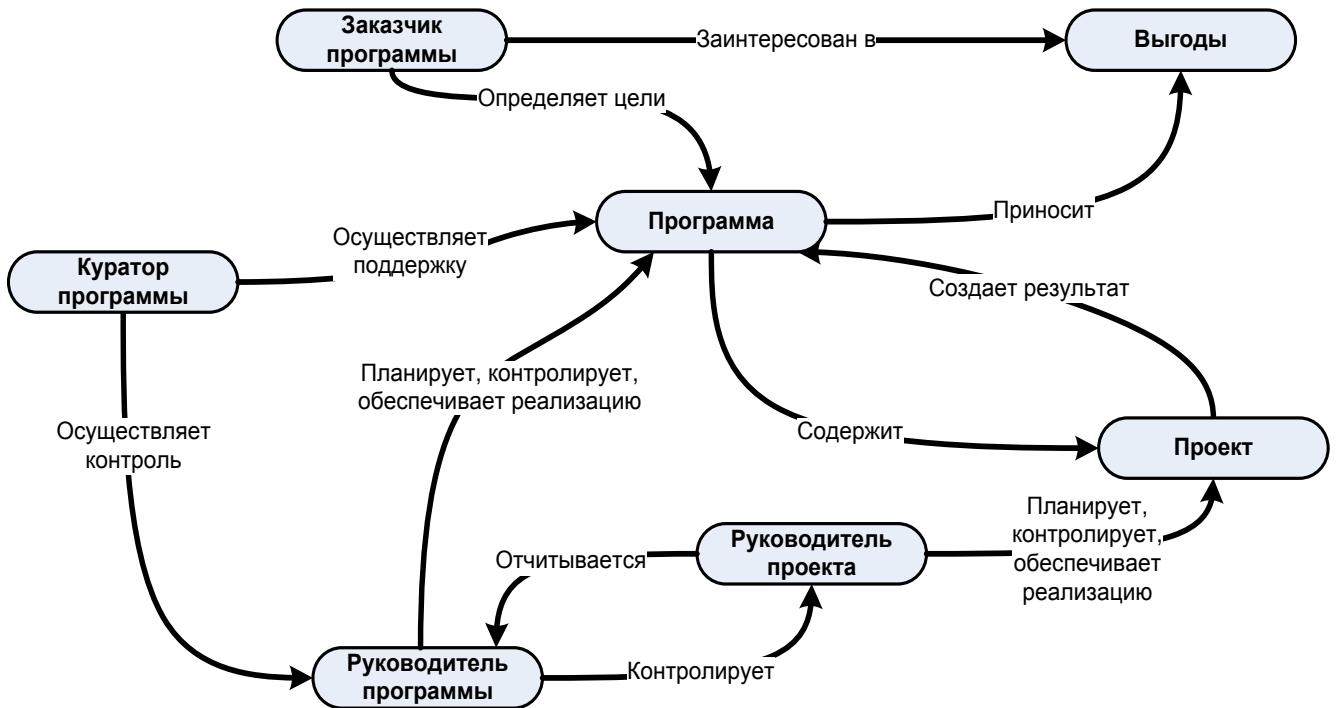 Заказчик
программы
Заинтересован в
Выгоды
Определяет цели
Программа
Приносит
Осуществляет
поддержку
Куратор
программы
Создает результат
Планирует, контролирует,
обеспечивает реализацию
Осуществляет
контроль
Содержит
Проект
Планирует,
контролирует,
обеспечивает
реализацию
Руководитель
проекта
Отчитывается
Руководитель
программы
Контролирует